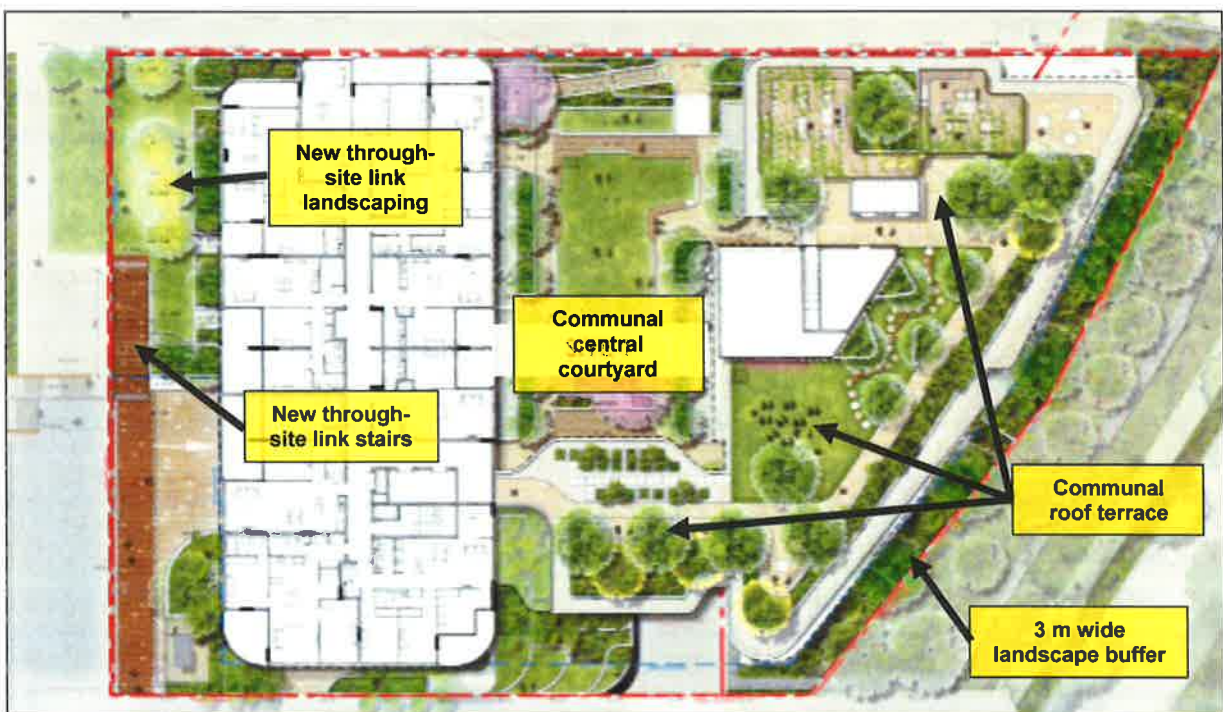 New through-
site link
landscaping
Communal
central
courtyard
New through-
site link stairs
Communal
roof terrace
3 m wide
landscape buffer